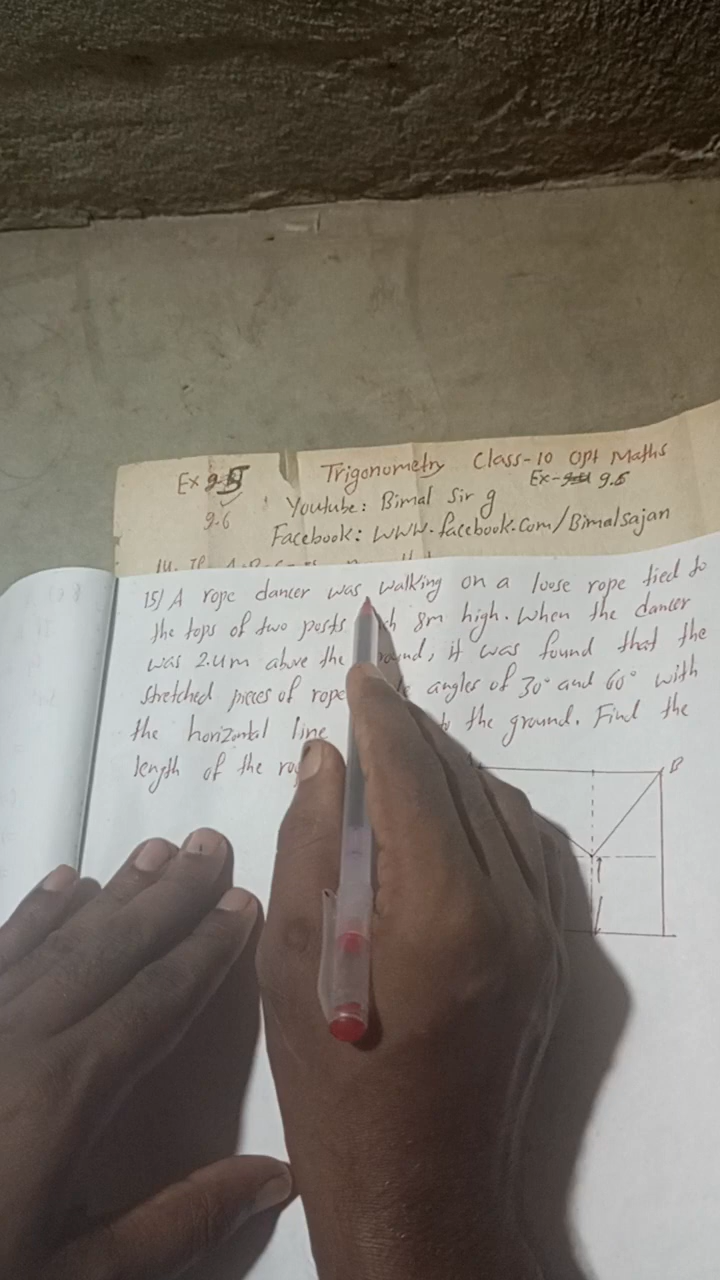 Ex 9.5
9.6
Trigonometry Class-10 opt Maths
Ex- 9.6
Youtube: Bimal Sir g
Facebook: www.facebook.com/Bimalsajan
15) A rope dancer was walking on a loose rope tied to
the tops of two posts 8m high. When the dancer
was 2.4m above the ground, it was found that the
stretched pieces of rope angles of 30° and 60° with
the horizontal line to the ground. Find the
length of the
B